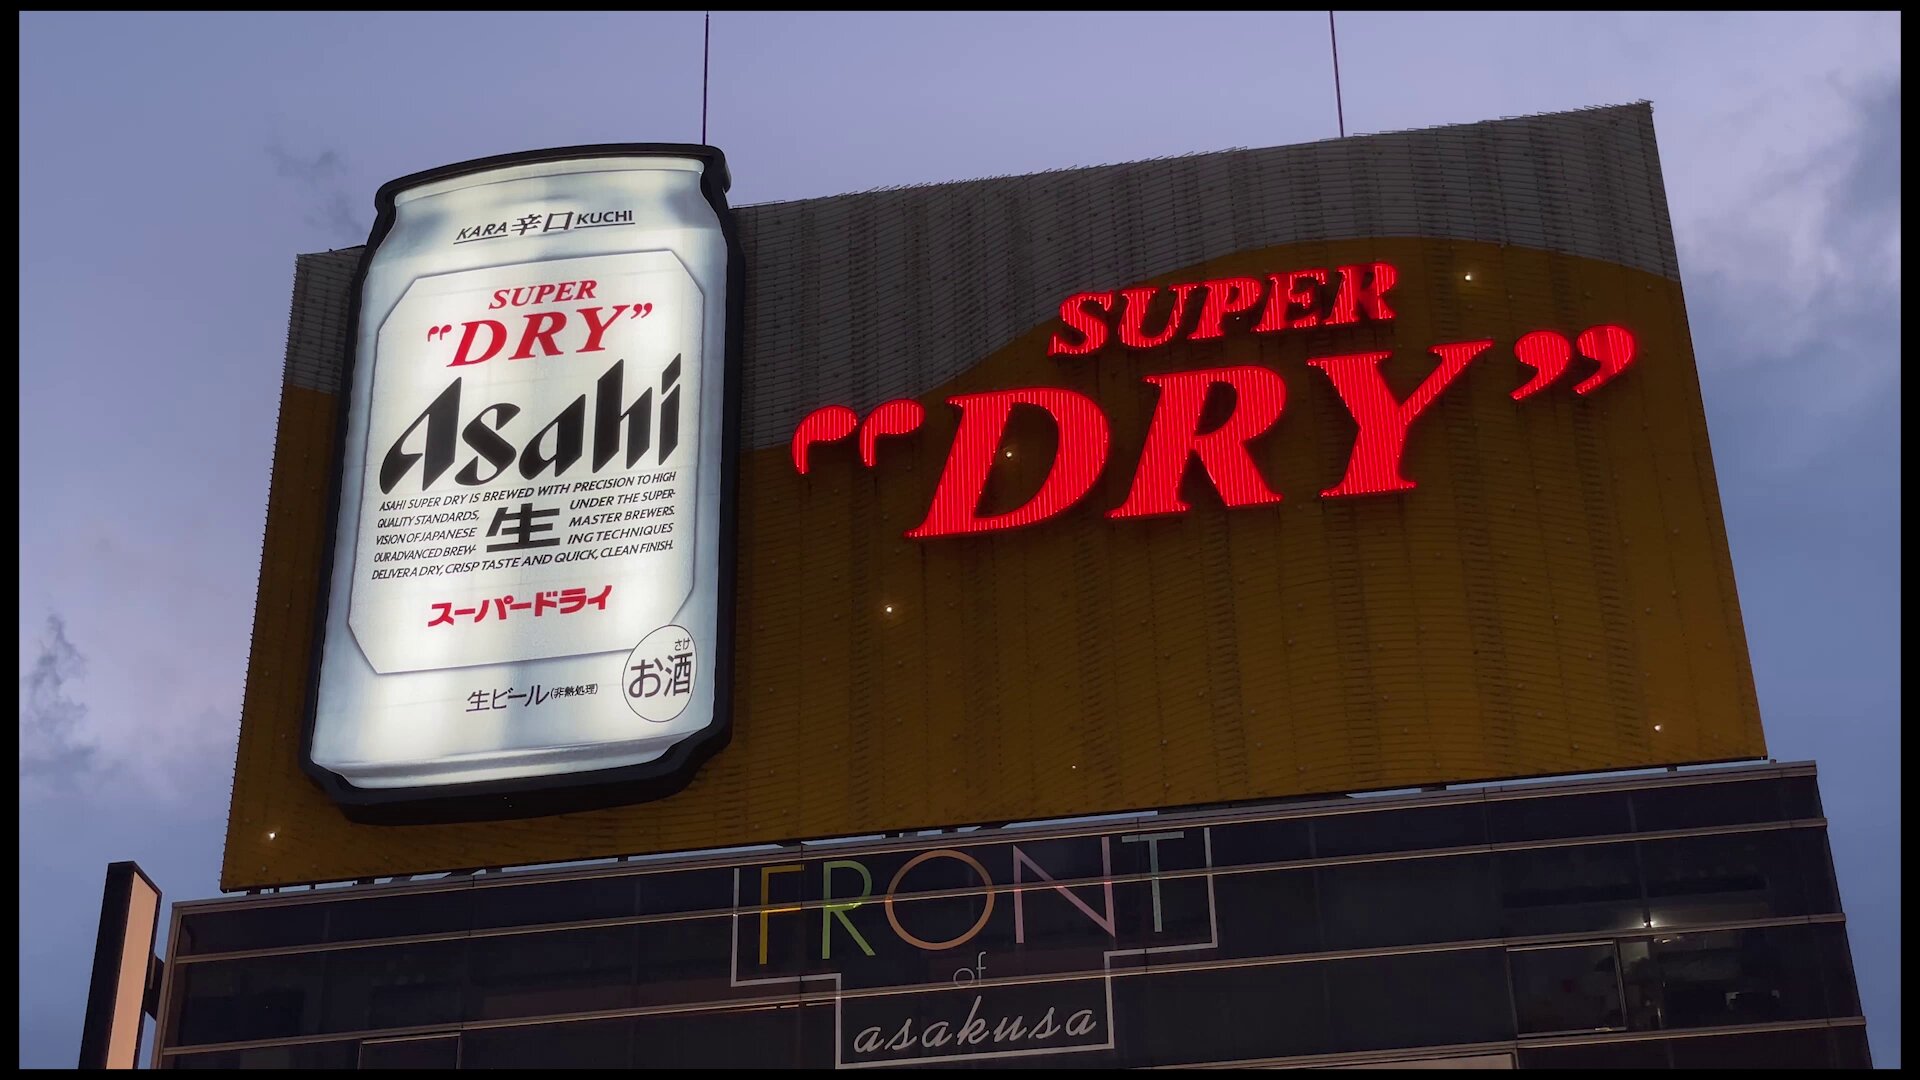 KARA 辛口 KUCHI
SUPER
“DRY”
Asahi
ASAHI SUPER DRY IS BREWED WITH PRECISION TO HIGH
QUALITY STANDARDS, UNDER THE SUPER-
VISION OF JAPANESE MASTER BREWERS.
生
OUR ADVANCED BREW- ING TECHNIQUES
DELIVER A DRY, CRISP TASTE AND QUICK, CLEAN FINISH.
スーパードライ
生ビール(非熱処理)
さけ
お酒
SUPER
“DRY”
FRONT
of
asakusa